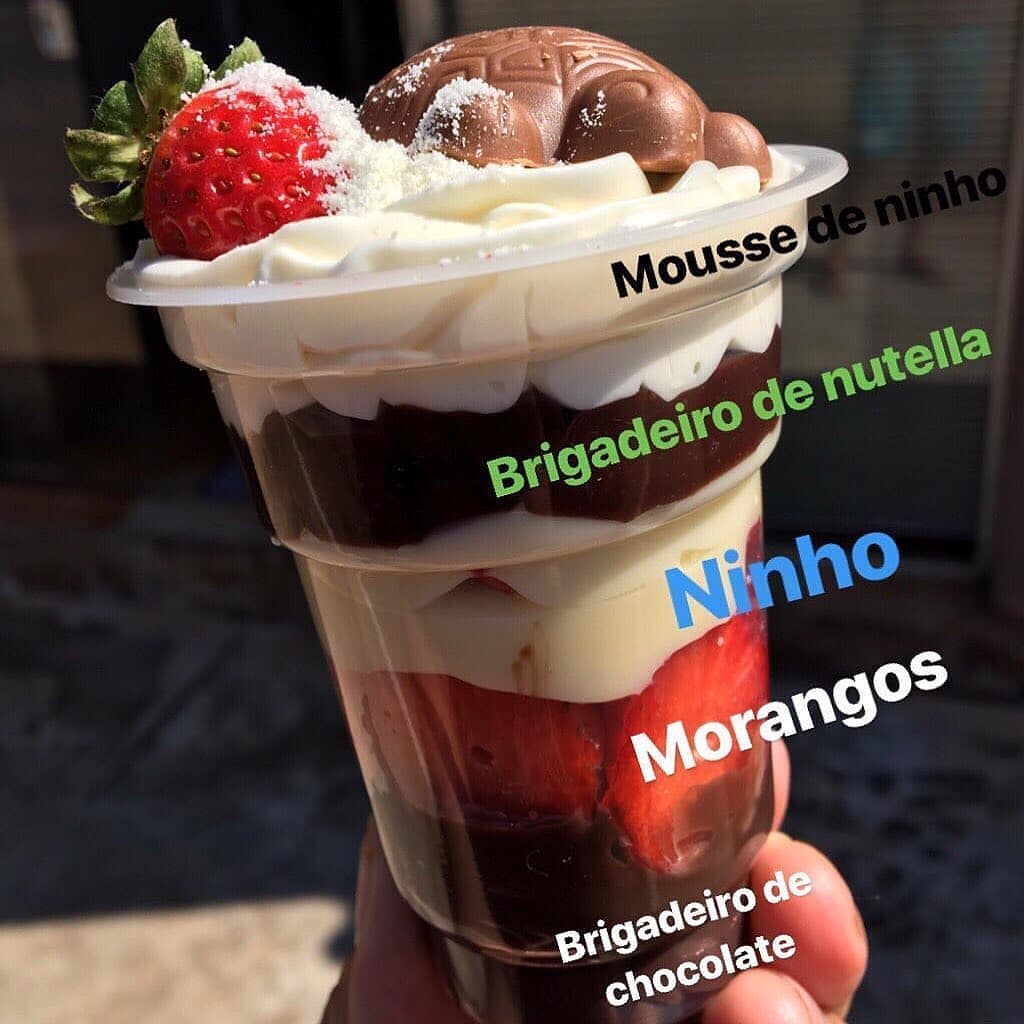 Mousse de ninho
Brigadeiro de nutella
Ninho
Morangos
Brigadeiro de
chocolate